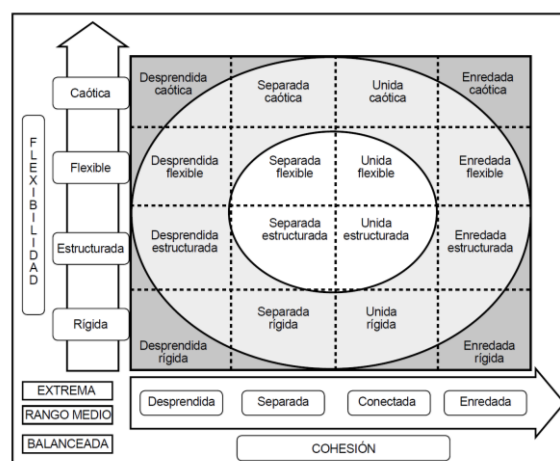 Caótica
Flexible
Estructurada
Rígida
FLEXIBILIDAD
Desprendida
caótica
Separada
caótica
Unida
caótica
Enredada
caótica
Desprendida
flexible
Separada
flexible
Unida
flexible
Enredada
flexible
Desprendida
estructurada
Separada
estructurada
Unida
estructurada
Enredada
estructurada
Desprendida
rígida
Separada
rígida
Unida
rígida
Enredada
rígida
EXTREMA
RANGO MEDIO
BALANCEADA
Desprendida
Separada
Conectada
Enredada
COHESIÓN